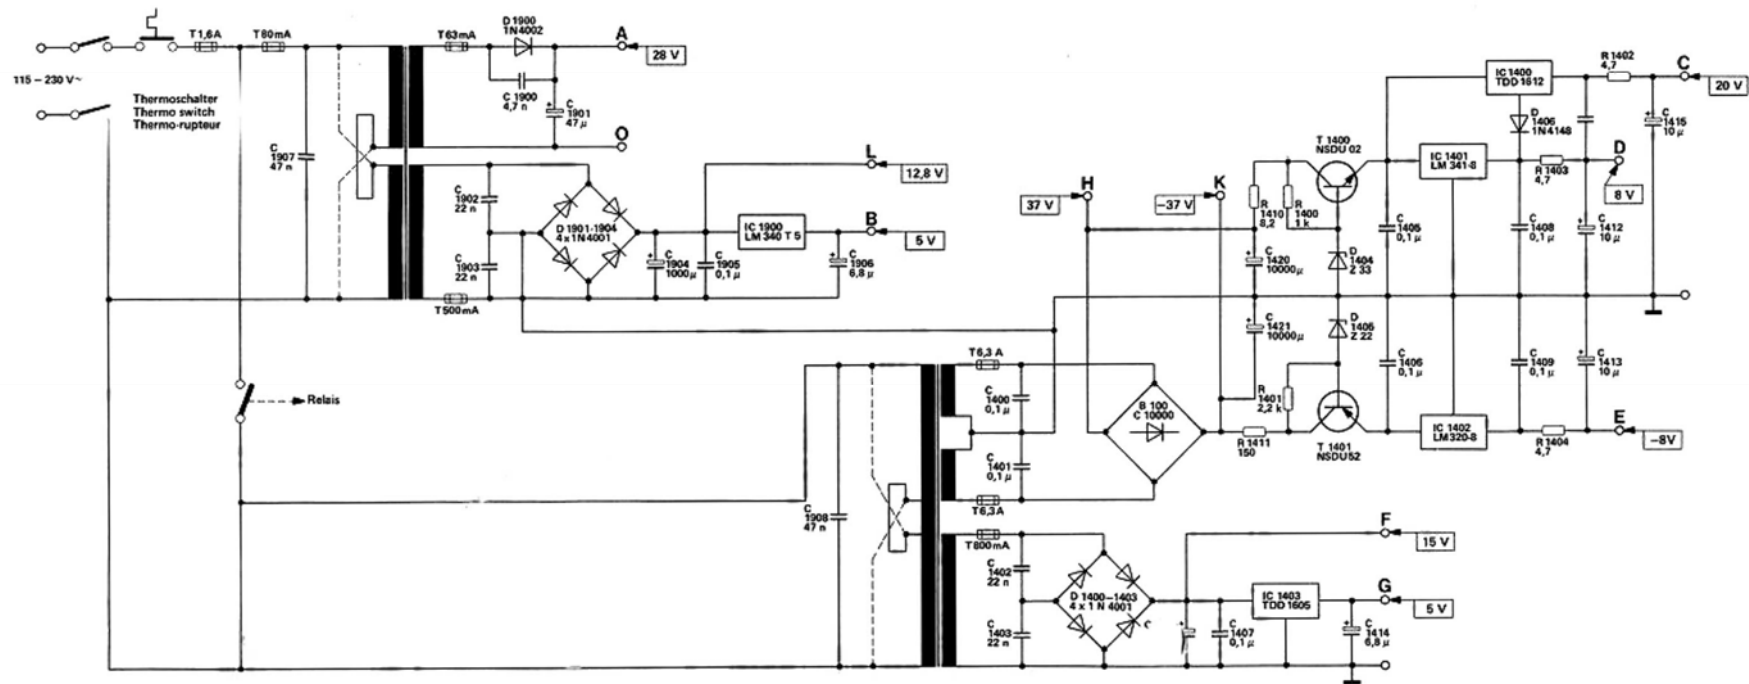 T1,6A
T80mA
115 – 230 V~
Thermoschalter
Thermo switch
Thermo-rupteur
C
1907
47 n
T63mA
D 1900
1N4002
C 1900
4,7 n
C
1901
47 µ
A
28 V
O
L
12,8 V
C
1902
22 n
C
1903
22 n
D 1901-1904
4 x 1N4001
T500mA
C
1904
1000µ
C
1905
0,1 µ
IC 1900
LM 340 T 5
C
1906
6,8 µ
B
5 V
Relais
H
37 V
K
–37 V
R
1410
8,2
R
1400
1 k
T 1400
NSDU 02
C
1420
10000µ
D
1404
Z 33
C
1421
10000µ
D
1405
Z 22
R
1401
2,2 k
R 1411
150
T 1401
NSDU52
C
1405
0,1 µ
C
1406
0,1 µ
IC 1400
TDD 1612
D
1406
1N4148
IC 1401
LM 341-8
IC 1402
LM320-8
R 1402
4,7
R 1403
4,7
R 1404
4,7
C
1408
0,1 µ
C
1409
0,1 µ
C
1412
10 µ
C
1413
10 µ
C
1415
10 µ
C
20 V
D
8 V
E
–8V
C
1908
47 n
T6,3 A
C
1400
0,1 µ
C
1401
0,1 µ
T6,3A
B 100
C 10000
T800mA
C
1402
22 n
C
1403
22 n
D 1400–1403
4 x 1 N 4001
C
1407
0,1 µ
IC 1403
TDD 1605
C
1414
6,8 µ
F
15 V
G
5 V